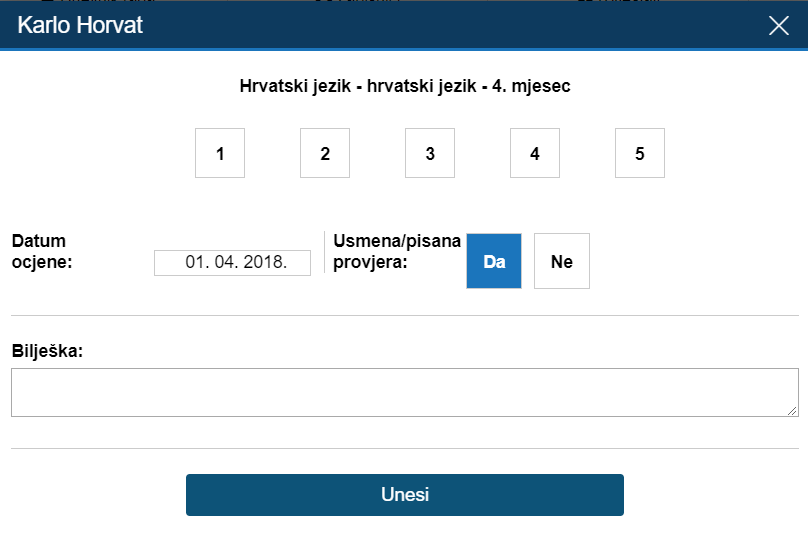 Karlo Horvat
Hrvatski jezik - hrvatski jezik - 4. mjesec
1 2 3 4 5
Datum
ocjene:
01. 04. 2018.
Usmena/pisana
provjera:
Da Ne
Bilješka:
Unesi